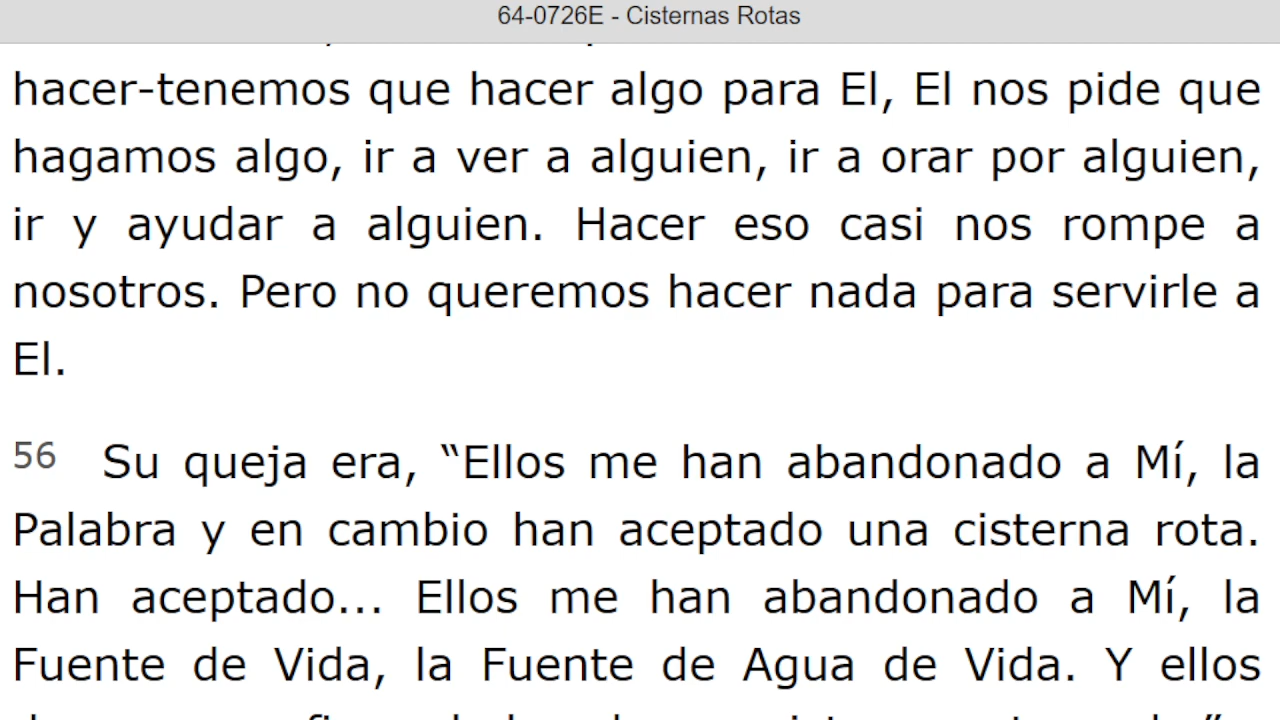 64-0726E - Cisternas Rotas
hacer-tenemos que hacer algo para El, El nos pide que
hagamos algo, ir a ver a alguien, ir a orar por alguien,
ir y ayudar a alguien. Hacer eso casi nos rompe a
nosotros. Pero no queremos hacer nada para servirle a
El.
56 Su queja era, “Ellos me han abandonado a Mí, la
Palabra y en cambio han aceptado una cisterna rota.
Han aceptado... Ellos me han abandonado a Mí, la
Fuente de Vida, la Fuente de Agua de Vida. Y ellos